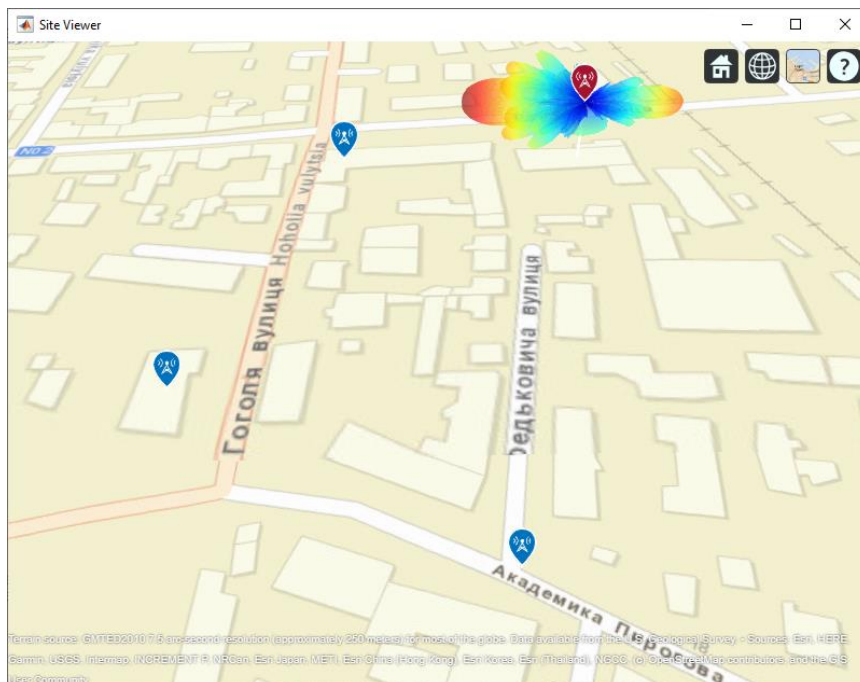 Site Viewer
?
Гоголя вулиця Hoholia vulytsia
Федьковича вулиця
Академика Пирогова
18
Terrain source: GMTED2010 7.5 arc-second resolution (approximately 250 meters) for most of the globe. Data available from the U.S. Geological Survey. - Sources: Esri, HERE,
Garmin, USGS, Intermap, INCREMENT P, NRCan, Esri Japan, METI, Esri China (Hong Kong), Esri Korea, Esri (Thailand), NGCC, (c) OpenStreetMap contributors, and the GIS
User Community